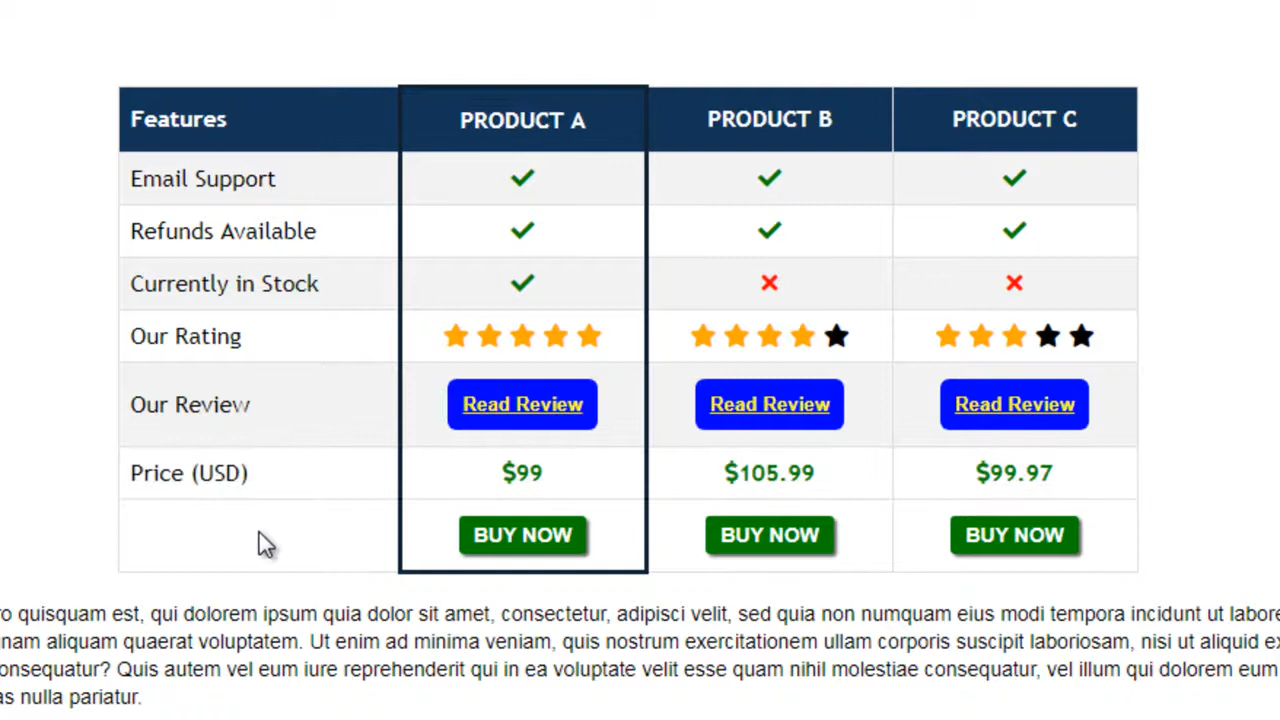 Features PRODUCT A PRODUCT B PRODUCT C
Email Support
Refunds Available
Currently in Stock
Our Rating
Our Review Read Review Read Review Read Review
Price (USD) $99 $105.99 $99.97
BUY NOW BUY NOW BUY NOW
quisquam est, qui dolorem ipsum quia dolor sit amet, consectetur, adipisci velit, sed quia non numquam eius modi tempora incidunt ut labore
aliquam quaerat voluptatem. Ut enim ad minima veniam, quis nostrum exercitationem ullam corporis suscipit laboriosam, nisi ut aliquid
consequatur? Quis autem vel eum iure reprehenderit qui in ea voluptate velit esse quam nihil molestiae consequatur, vel illum qui dolorem eum
nulla pariatur.